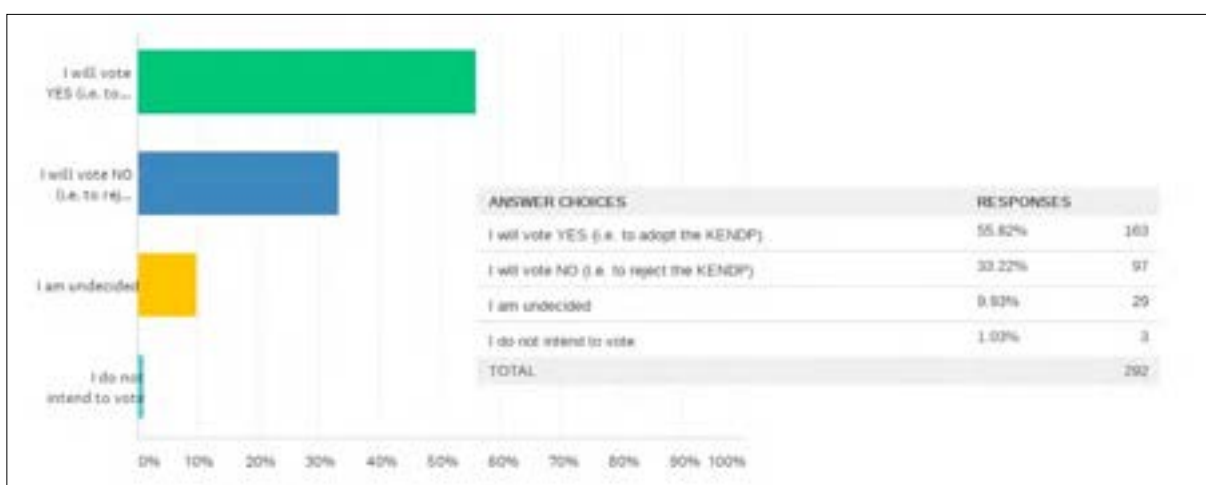 I will vote
YES (i.e. to...
I will vote NO
(i.e. to rej...
I am undecided
I do not
intend to vote
0% 10% 20% 30% 40% 50% 60% 70% 80% 90% 100%
ANSWER CHOICES RESPONSES
I will vote YES (i.e. to adopt the KENDP) 55.82% 163
I will vote NO (i.e. to reject the KENDP) 33.22% 97
I am undecided 9.93% 29
I do not intend to vote 1.03% 3
TOTAL 292